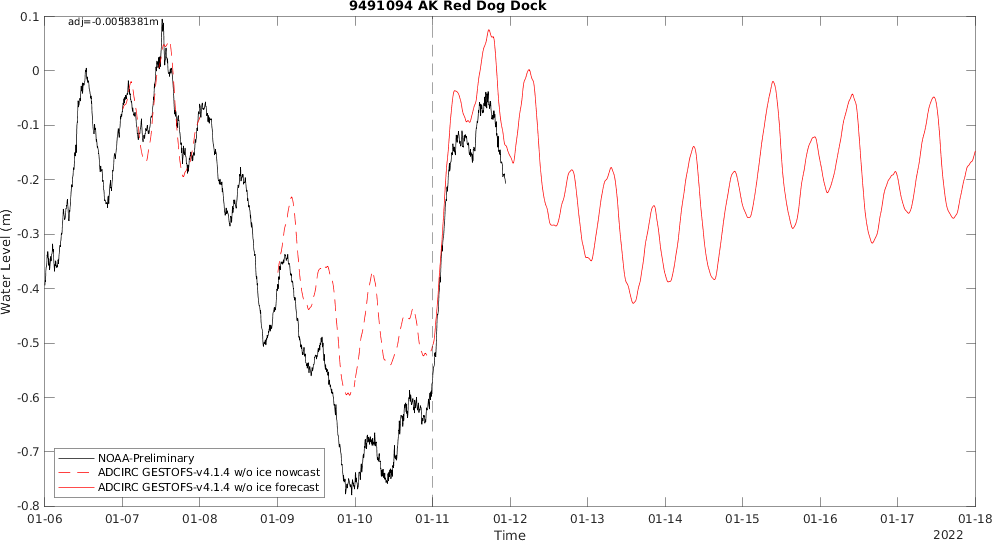 9491094 AK Red Dog Dock
adj=-0.0058381m
0.1
0
-0.1
-0.2
-0.3
-0.4
-0.5
-0.6
-0.7
-0.8
Water Level (m)
NOAA-Preliminary
ADCIRC GESTOFS-v4.1.4 w/o ice nowcast
ADCIRC GESTOFS-v4.1.4 w/o ice forecast
01-06 01-07 01-08 01-09 01-10 01-11 01-12 01-13 01-14 01-15 01-16 01-17 01-18
Time
2022